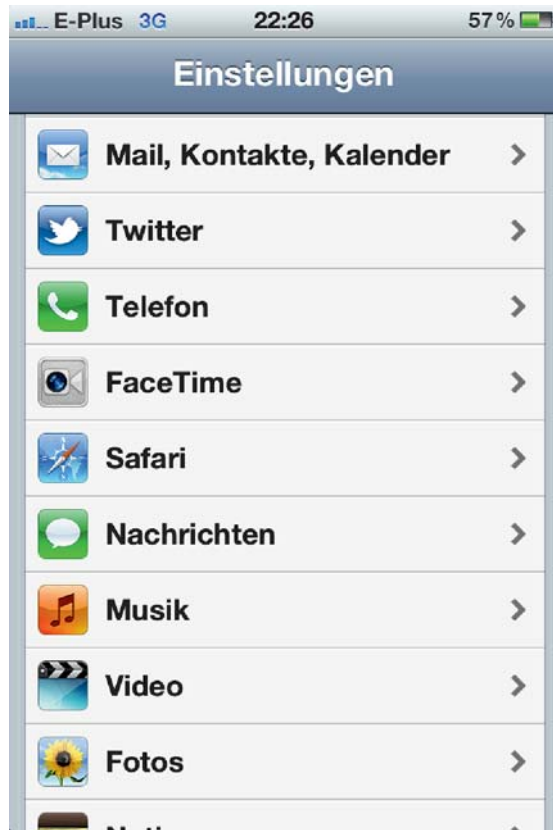 E-Plus 3G 22:26 57%
Einstellungen
Mail, Kontakte, Kalender
Twitter
Telefon
FaceTime
Safari
Nachrichten
Musik
Video
Fotos